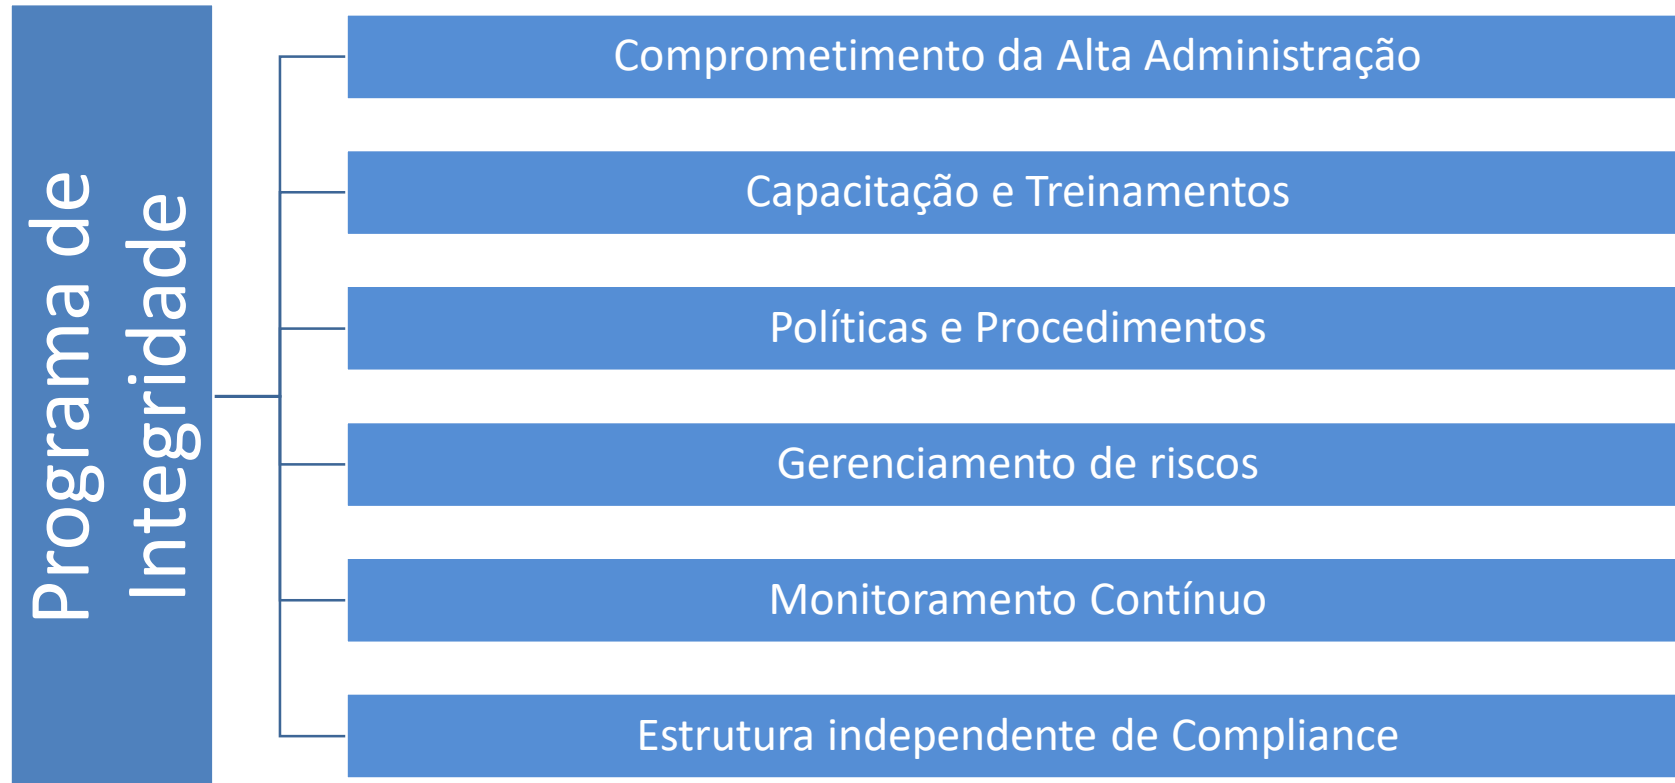 Programa de
Integridade
Comprometimento da Alta Administração
Capacitação e Treinamentos
Políticas e Procedimentos
Gerenciamento de riscos
Monitoramento Contínuo
Estrutura independente de Compliance